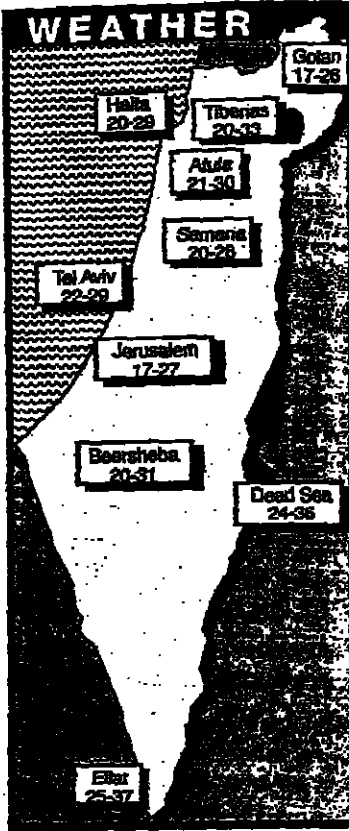 WEATHER
Golan
17-26
Haifa
20-29
Tiberias
20-33
Afula
21-30
Samaria
20-28
Tel Aviv
22-29
Jerusalem
17-27
Beersheba
20-31
Dead Sea
24-36
Eilat
25-37